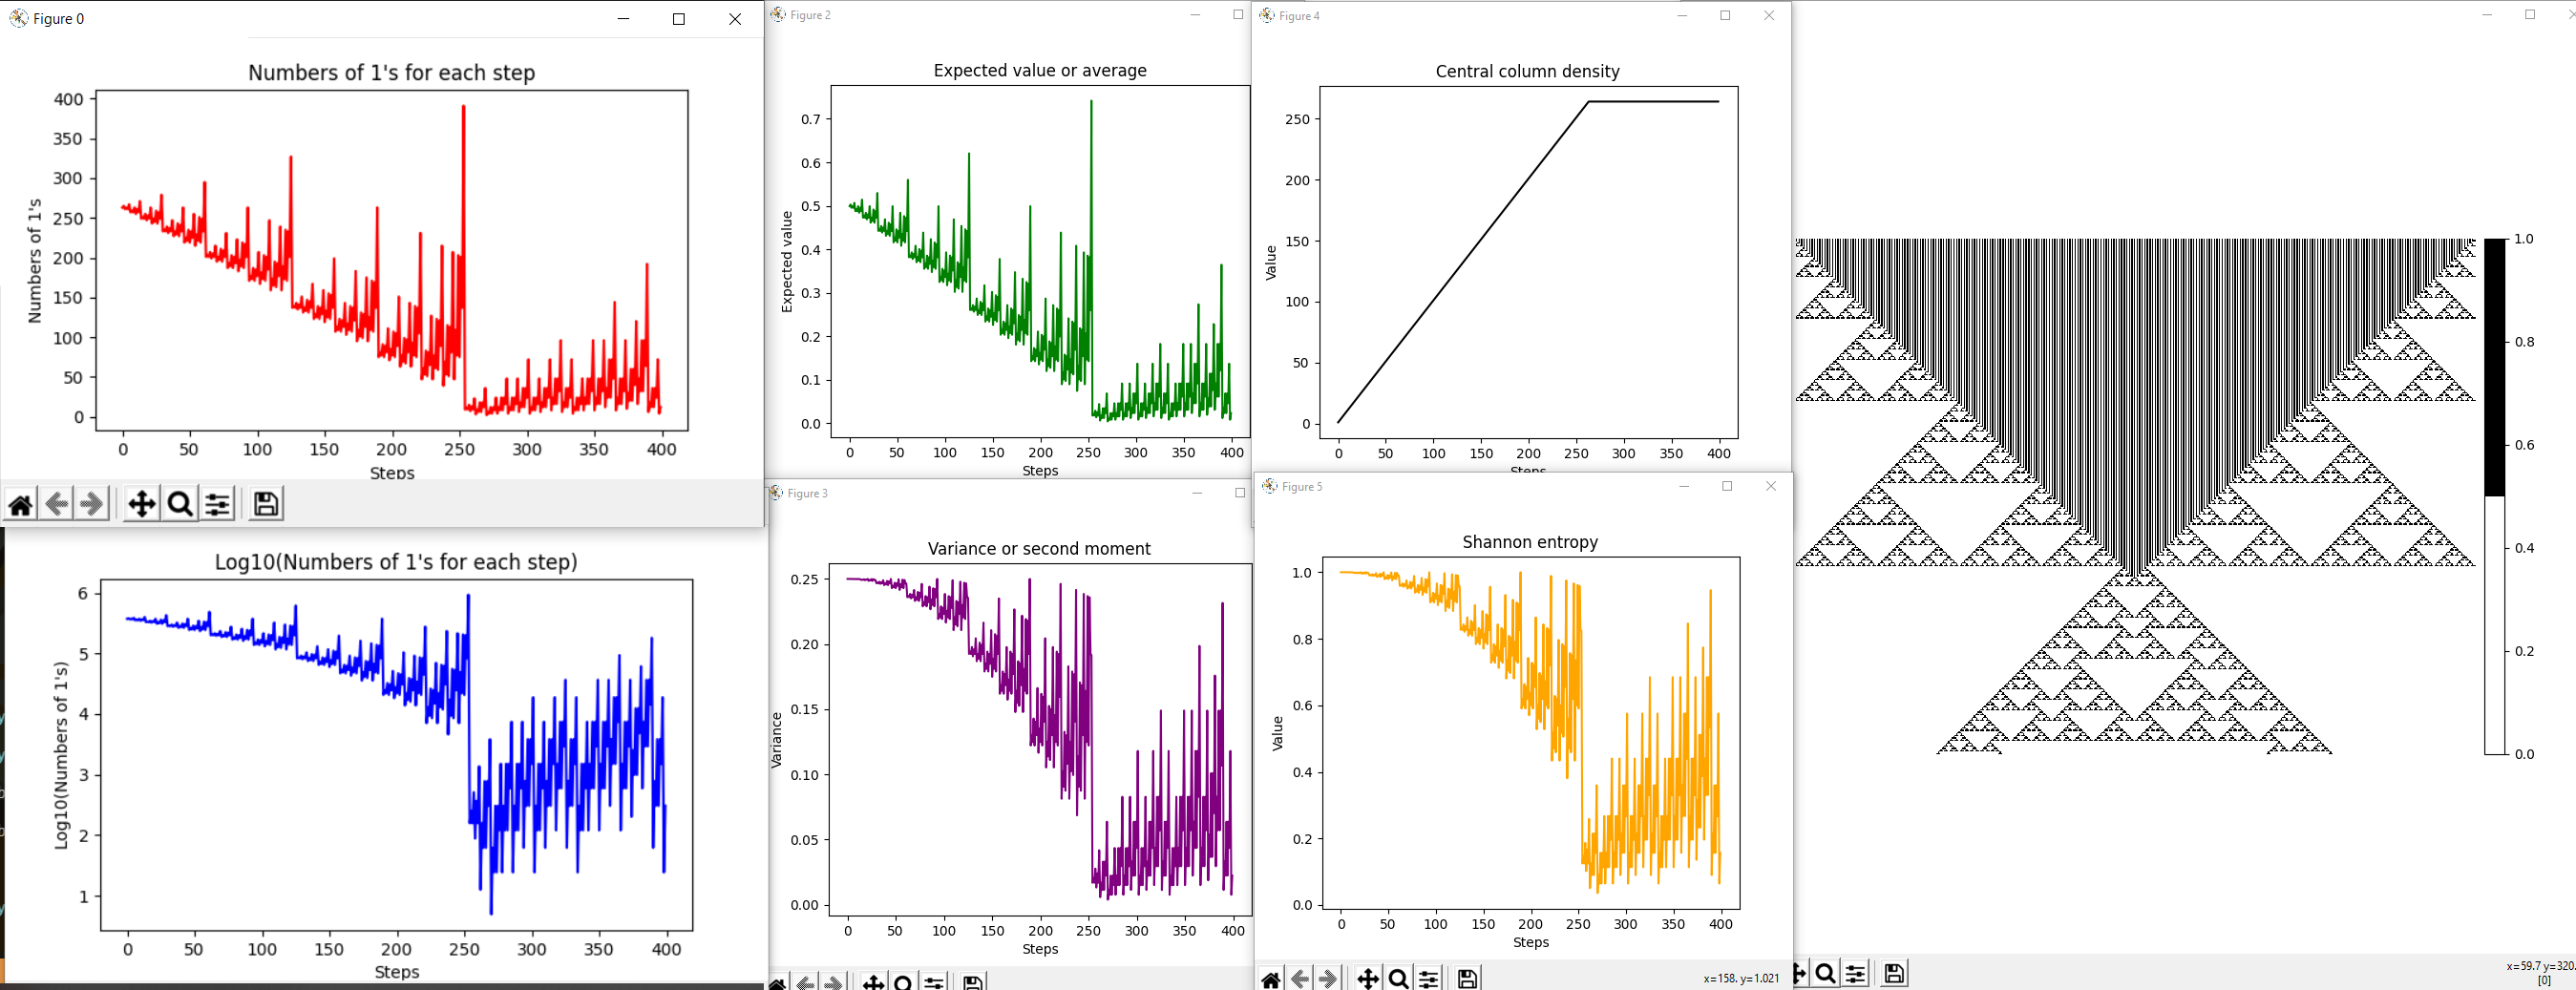 Figure 0
Numbers of 1's for each step
Numbers of 1's
400
350
300
250
200
150
100
50
0
0 50 100 150 200 250 300 350 400
Steps
Log10(Numbers of 1's for each step)
Log10(Numbers of 1's)
6
5
4
3
2
1
0 50 100 150 200 250 300 350 400
Steps
Figure 2
Expected value or average
Expected value
0.7
0.6
0.5
0.4
0.3
0.2
0.1
0.0
0 50 100 150 200 250 300 350 400
Steps
Figure 3
Variance or second moment
Variance
0.25
0.20
0.15
0.10
0.05
0.00
0 50 100 150 200 250 300 350 400
Steps
Figure 4
Central column density
Value
250
200
150
100
50
0
0 50 100 150 200 250 300 350 400
Steps
Figure 5
Shannon entropy
Value
1.0
0.8
0.6
0.4
0.2
0.0
0 50 100 150 200 250 300 350 400
Steps
x=158. y=1.021
1.0
0.8
0.6
0.4
0.2
0.0
x=59.7 y=320.
[0]